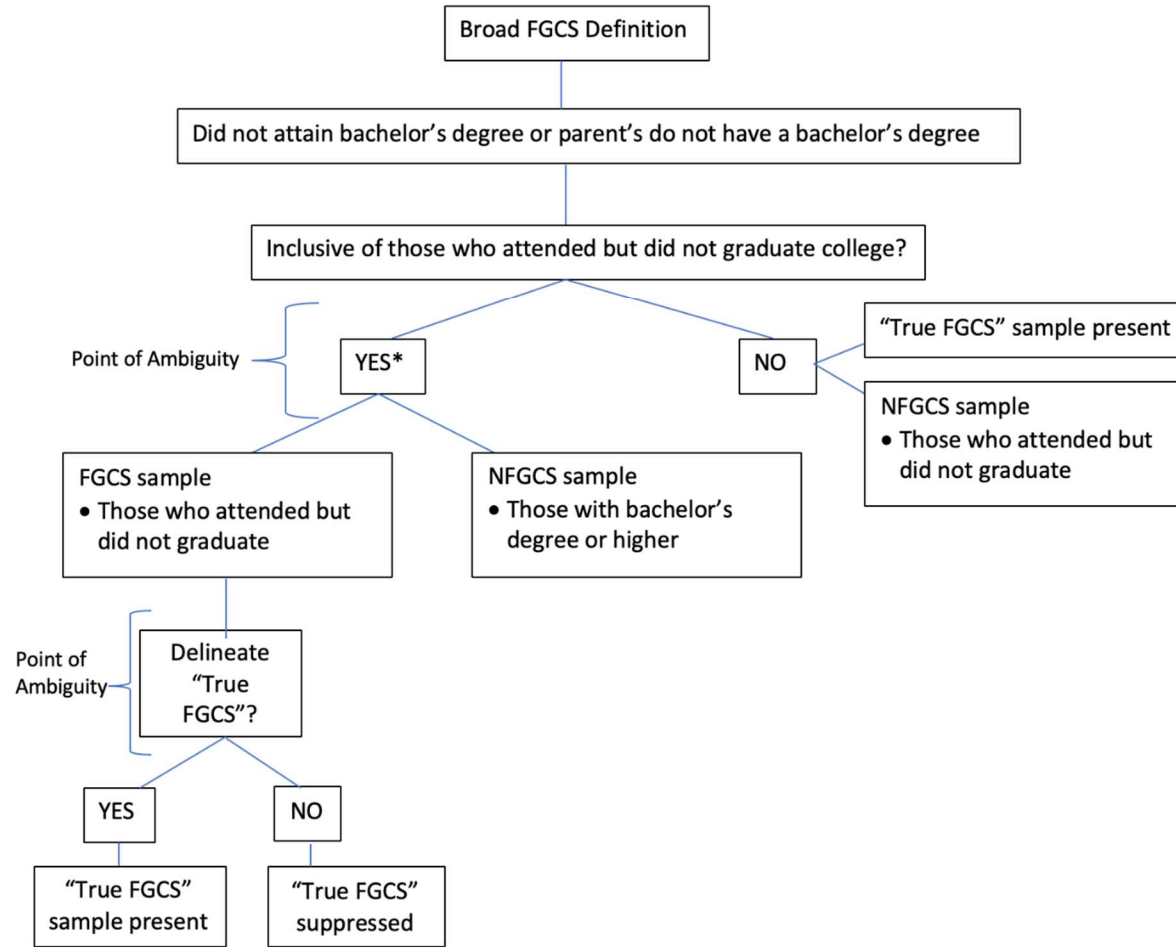 Broad FGCS Definition
Did not attain bachelor’s degree or parent’s do not have a bachelor’s degree
Inclusive of those who attended but did not graduate college?
Point of Ambiguity
YES*
NO
“True FGCS” sample present
NFGCS sample
• Those who attended but
did not graduate
FGCS sample
• Those who attended but
did not graduate
NFGCS sample
• Those with bachelor’s
degree or higher
Point of
Ambiguity
Delineate
“True
FGCS”?
YES
NO
“True FGCS”
sample present
“True FGCS”
suppressed